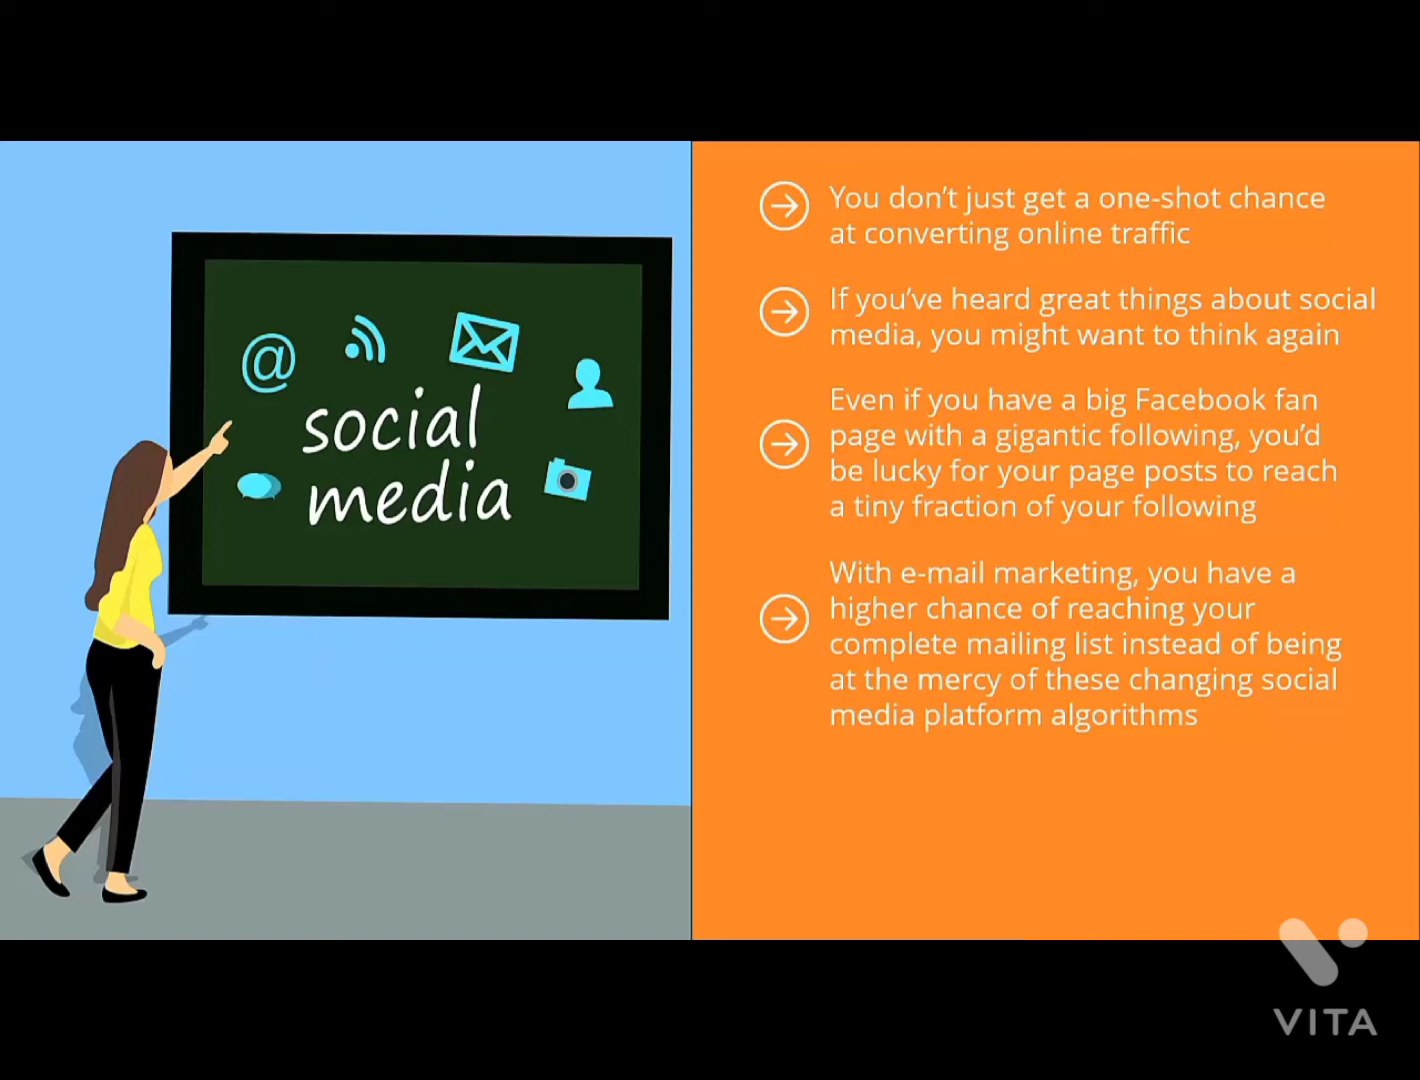 @
social
media
You don't just get a one-shot chance
at converting online traffic
If you've heard great things about social
media, you might want to think again
Even if you have a big Facebook fan
page with a gigantic following, you'd
be lucky for your page posts to reach
a tiny fraction of your following
With e-mail marketing, you have a
higher chance of reaching your
complete mailing list instead of being
at the mercy of these changing social
media platform algorithms
VITA